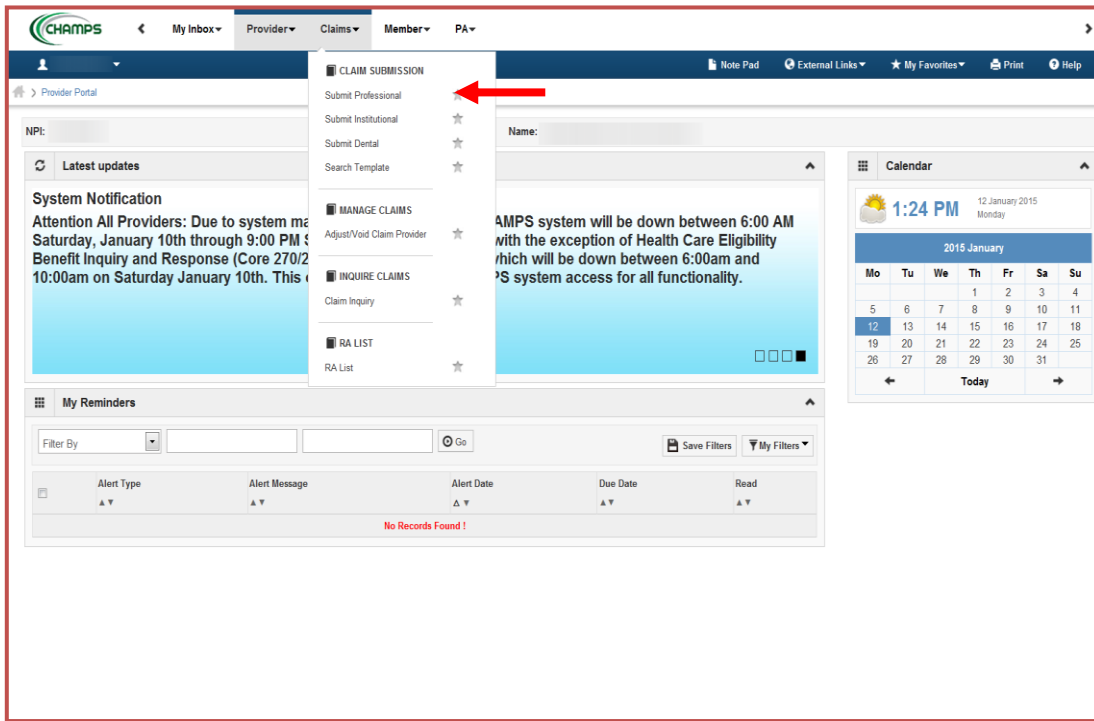 CHAMPS
My Inbox Provider Claims Member PA
Note Pad External Links My Favorites Print Help
> Provider Portal
CLAIM SUBMISSION
Submit Professional
Submit Institutional
Submit Dental
Search Template
MANAGE CLAIMS
Adjust/Void Claim Provider
INQUIRE CLAIMS
Claim Inquiry
RA LIST
RA List
NPI: Name:
Latest updates
System Notification
Attention All Providers: Due to system ma AMPS system will be down between 6:00 AM
Saturday, January 10th through 9:00 PM with the exception of Health Care Eligibility
Benefit Inquiry and Response (Core 270/2 which will be down between 6:00am and
10:00am on Saturday January 10th. This PS system access for all functionality.
Calendar
1:24 PM 12 January 2015
Monday
2015 January
Mo Tu We Th Fr Sa Su
1 2 3 4
5 6 7 8 9 10 11
12 13 14 15 16 17 18
19 20 21 22 23 24 25
26 27 28 29 30 31
Today
My Reminders
Filter By Go Save Filters My Filters
Alert Type Alert Message Alert Date Due Date Read
No Records Found !